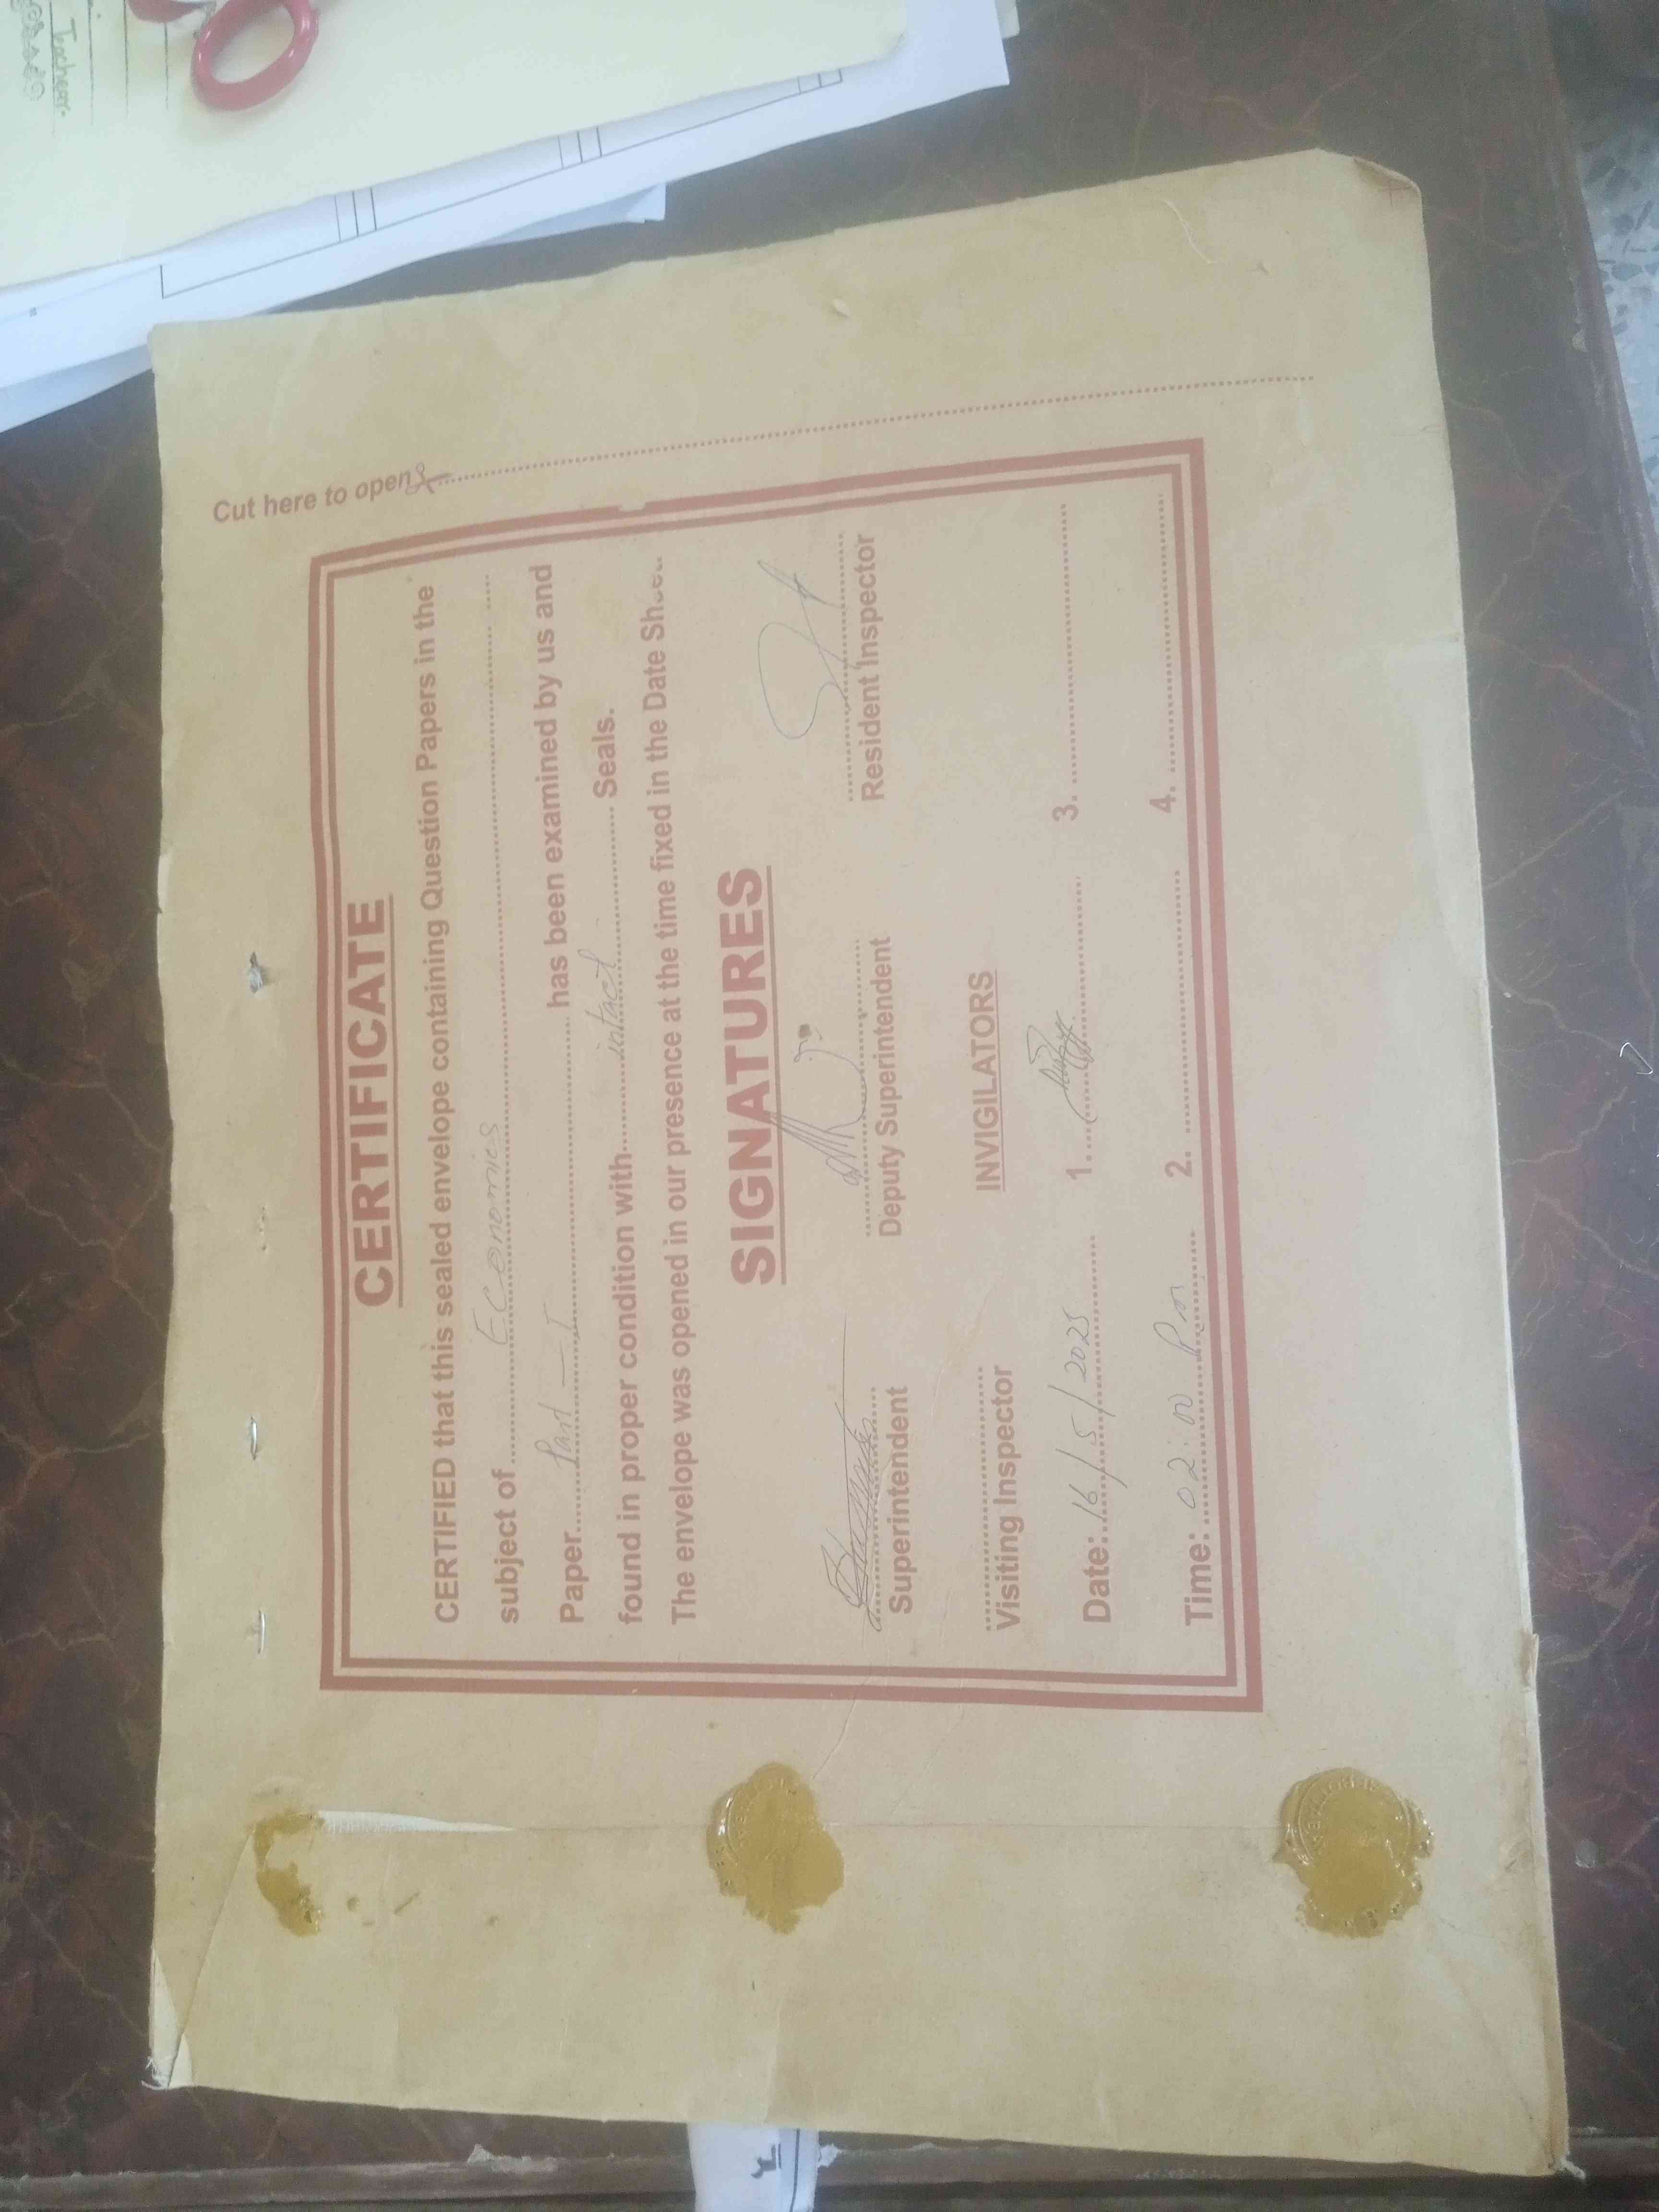 Teacher.
Cut here to open
CERTIFICATE
CERTIFIED that this sealed envelope containing Question Papers in the
subject of Economics
Paper Part - I has been examined by us and
found in proper condition with intact Seals.
The envelope was opened in our presence at the time fixed in the Date Sheet.
SIGNATURES
Superintendent Deputy Superintendent Resident Inspector
INVIGILATORS
Visiting Inspector
Date: 16/5/2025 1. 3.
Time: 02:00 Pm 2. 4.